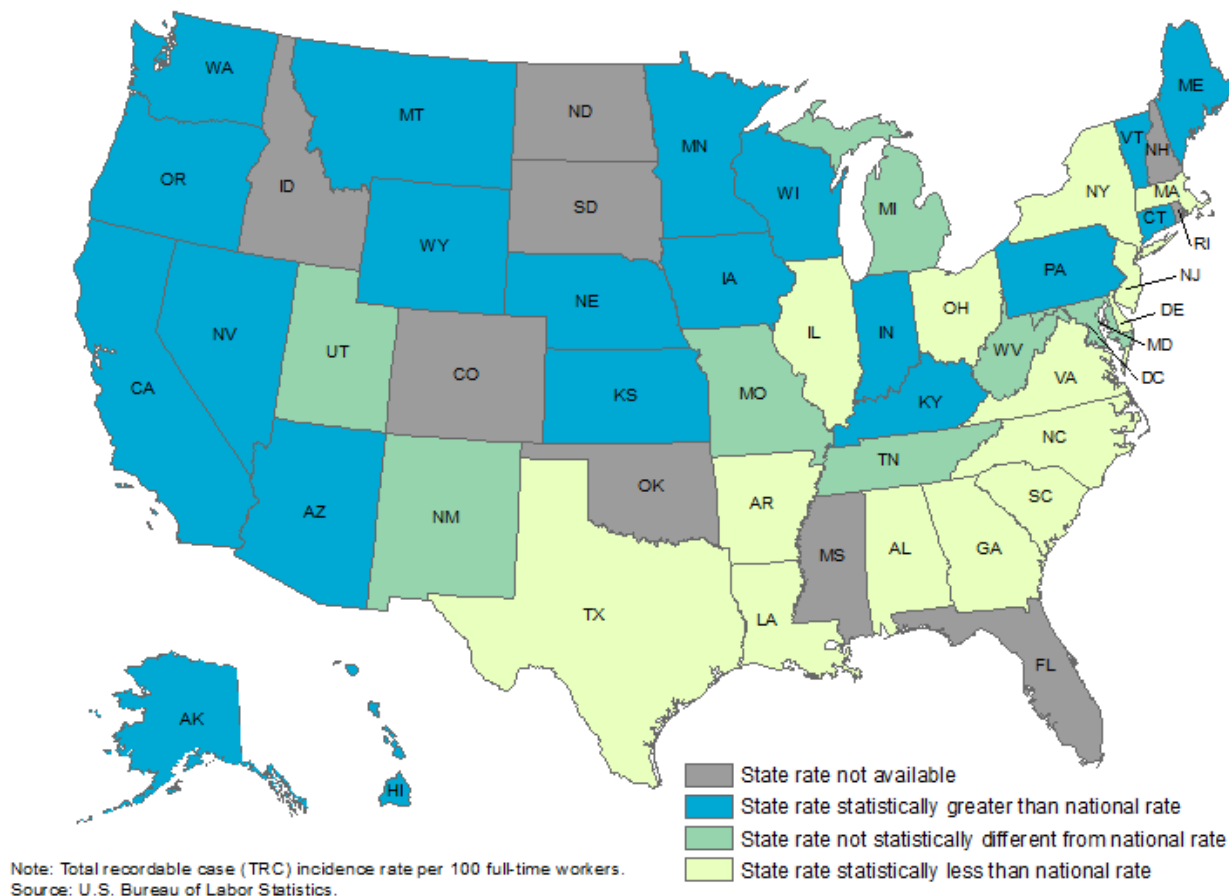 WA
MT
ND
MN
ME
VT
NH
OR
ID
SD
WI
MI
NY
MA
WY
CT
RI
IA
PA
NE
NJ
NV
OH
DE
UT
IL
IN
MD
CO
WV
CA
KS
MO
VA
DC
KY
NC
TN
OK
AZ
NM
AR
SC
MS
AL
GA
TX
LA
FL
AK
HI
State rate not available
State rate statistically greater than national rate
State rate not statistically different from national rate
State rate statistically less than national rate
Note: Total recordable case (TRC) incidence rate per 100 full-time workers.
Source: U.S. Bureau of Labor Statistics.